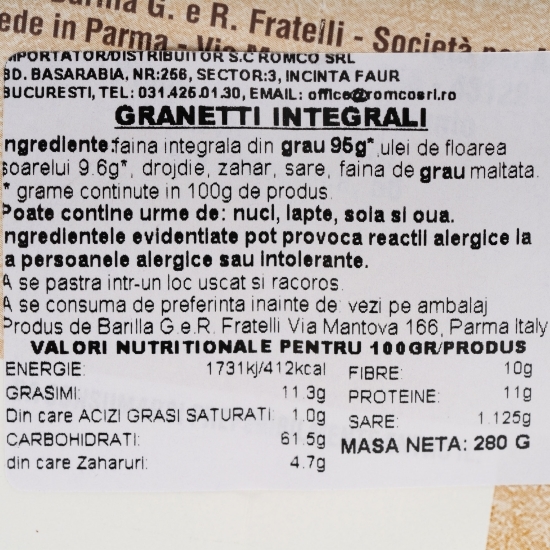 G. e R. Fratelli - Società
ede in Parma - Via
IMPORTATOR/DISTRIBUITOR S.C ROMCO SRL
BD. BASARABIA, NR:256, SECTOR:3, INCINTA FAUR
BUCURESTI, TEL: 031.426.01.30, EMAIL: office@romcosrl.ro
GRANETTI INTEGRALI
ngrediente:faina integrala din grau 95g*,ulei de floarea
soarelui 9.6g*, drojdie, zahar, sare, faina de grau maltata.
* grame continute in 100g de produs.
Poate contine urme de: nuci, lapte, soia si oua.
Ingredientele evidentiate pot provoca reactii alergice la
a persoanele alergice sau intolerante.
A se pastra intr-un loc uscat si racoros.
A se consuma de preferinta inainte de: vezi pe ambalaj
Produs de Barilla G.e.R. Fratelli Via Mantova 166, Parma Italy
VALORI NUTRITIONALE PENTRU 100GR/PRODUS
ENERGIE: 1731kj/412kcal FIBRE: 10g
GRASIMI: 11.3g PROTEINE: 11g
Din care ACIZI GRASI SATURATI: 1.0g SARE: 1.125g
CARBOHIDRATI: 61.5g MASA NETA: 280 G
din care Zaharuri: 4.7g